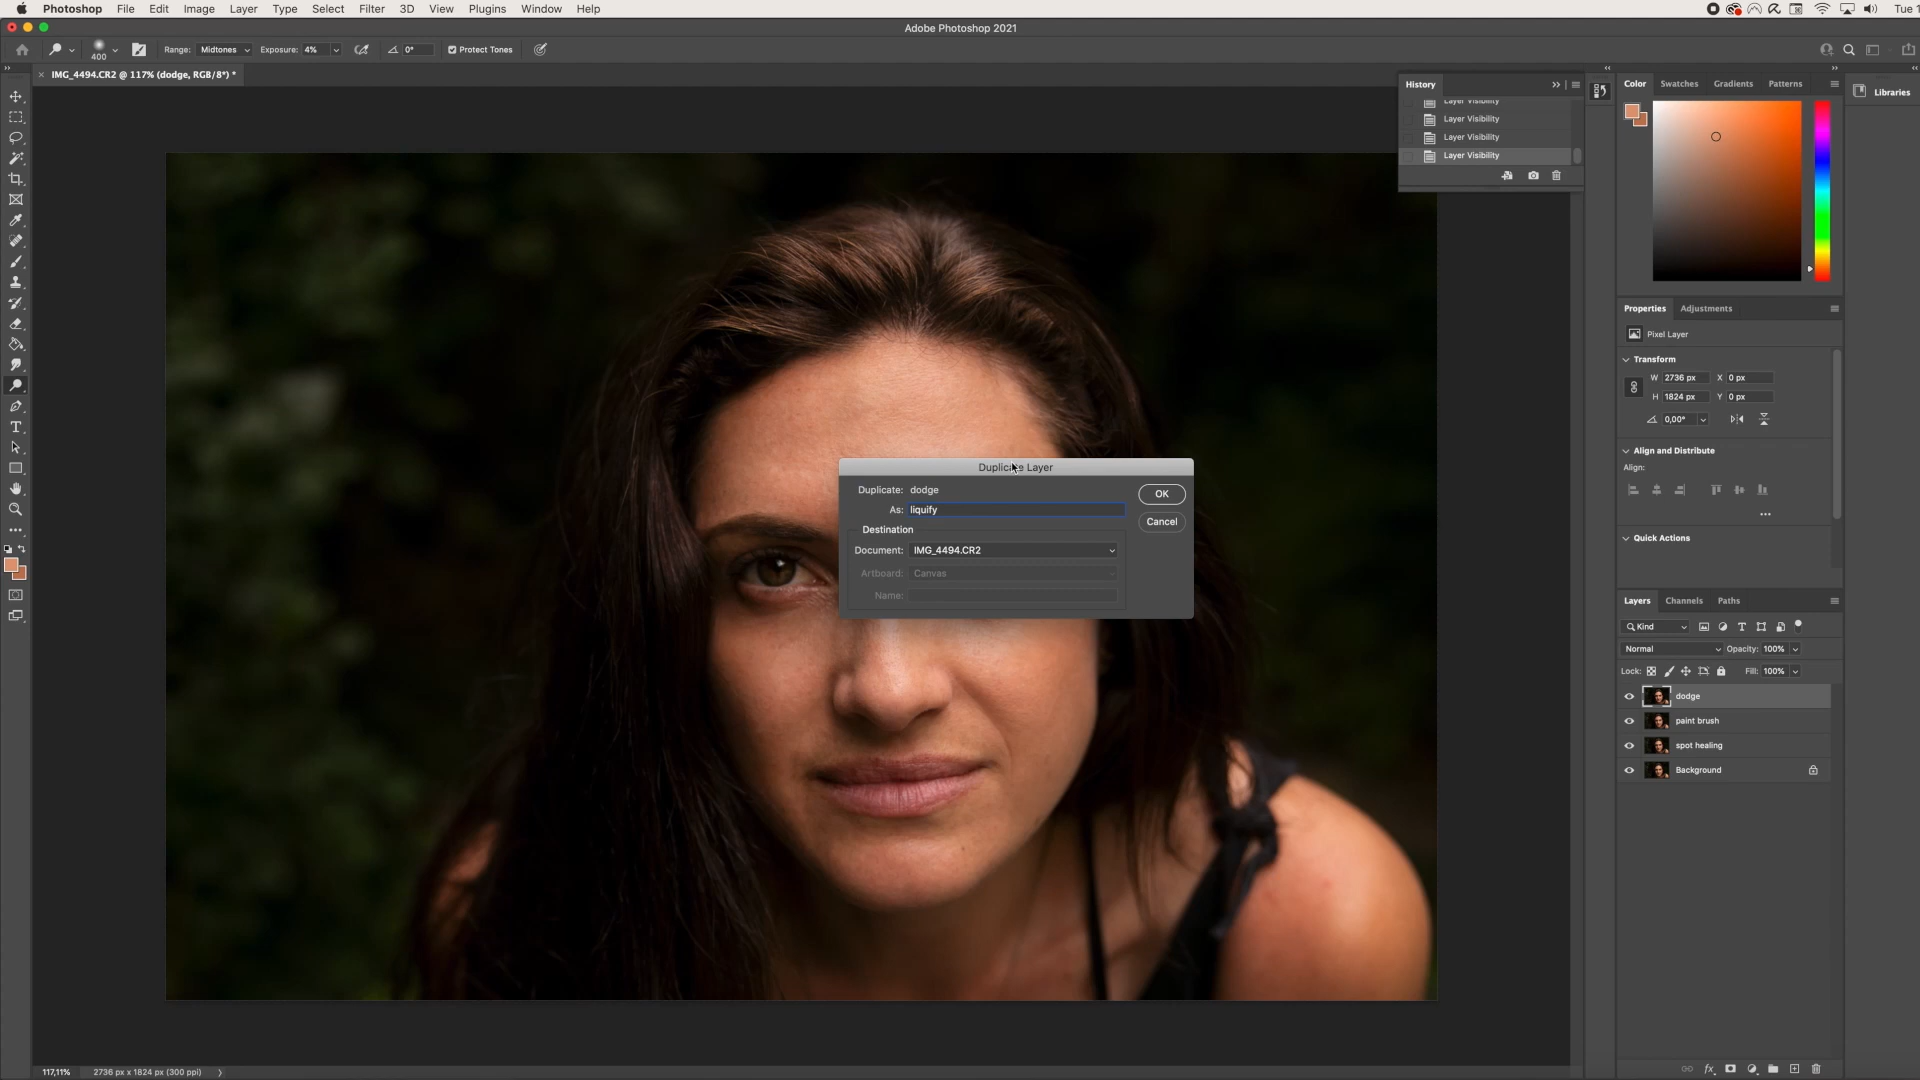 Photoshop File Edit Image Layer Type Select Filter 3D View Plugins Window Help Tue 1
Adobe Photoshop 2021
400 Range: Midtones Exposure: 4% 0° Protect Tones
× IMG_4494.CR2 @ 117% (dodge, RGB/8*) *
History
Layer Visibility
Layer Visibility
Layer Visibility
Layer Visibility
Color Swatches Gradients Patterns
Libraries
Properties Adjustments
Pixel Layer
Transform
W 2736 px X 0 px
H 1824 px Y 0 px
0,00°
Align and Distribute
Align:
Quick Actions
Duplicate Layer
Duplicate: dodge
As: liquify
Destination
Document: IMG_4494.CR2
Artboard: Canvas
Name:
OK
Cancel
Layers Channels Paths
Kind
Normal Opacity: 100%
Lock: Fill: 100%
dodge
paint brush
spot healing
Background
117,11% 2736 px x 1824 px (300 ppi)